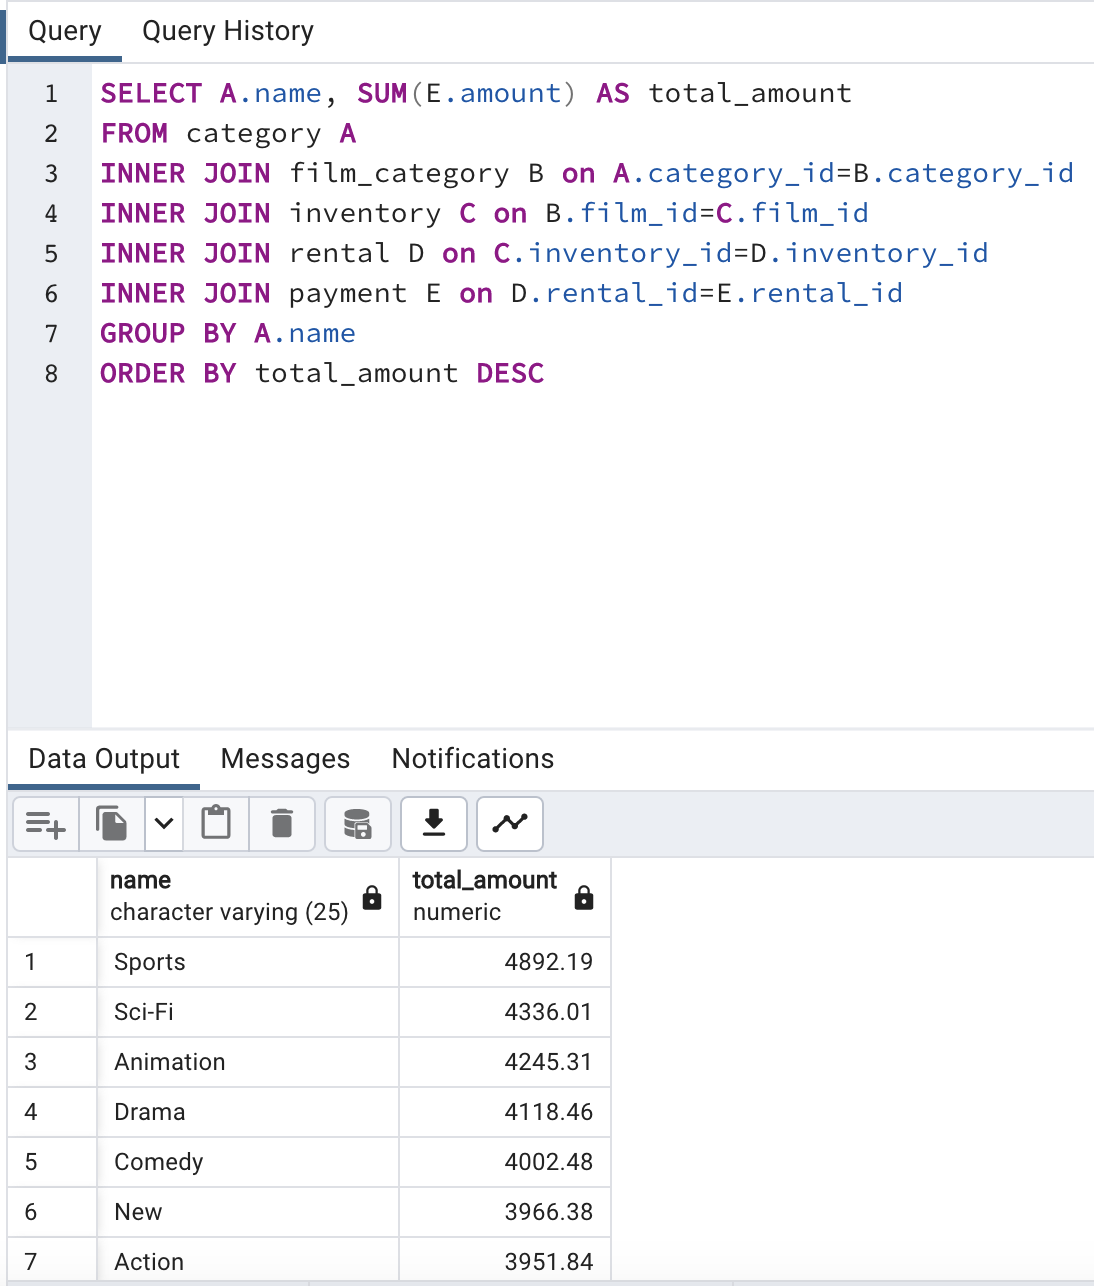 Query Query History
1 SELECT A.name, SUM(E.amount) AS total_amount
2 FROM category A
3 INNER JOIN film_category B on A.category_id=B.category_id
4 INNER JOIN inventory C on B.film_id=C.film_id
5 INNER JOIN rental D on C.inventory_id=D.inventory_id
6 INNER JOIN payment E on D.rental_id=E.rental_id
7 GROUP BY A.name
8 ORDER BY total_amount DESC
Data Output Messages Notifications
name total_amount
character varying (25) numeric
1 Sports 4892.19
2 Sci-Fi 4336.01
3 Animation 4245.31
4 Drama 4118.46
5 Comedy 4002.48
6 New 3966.38
7 Action 3951.84